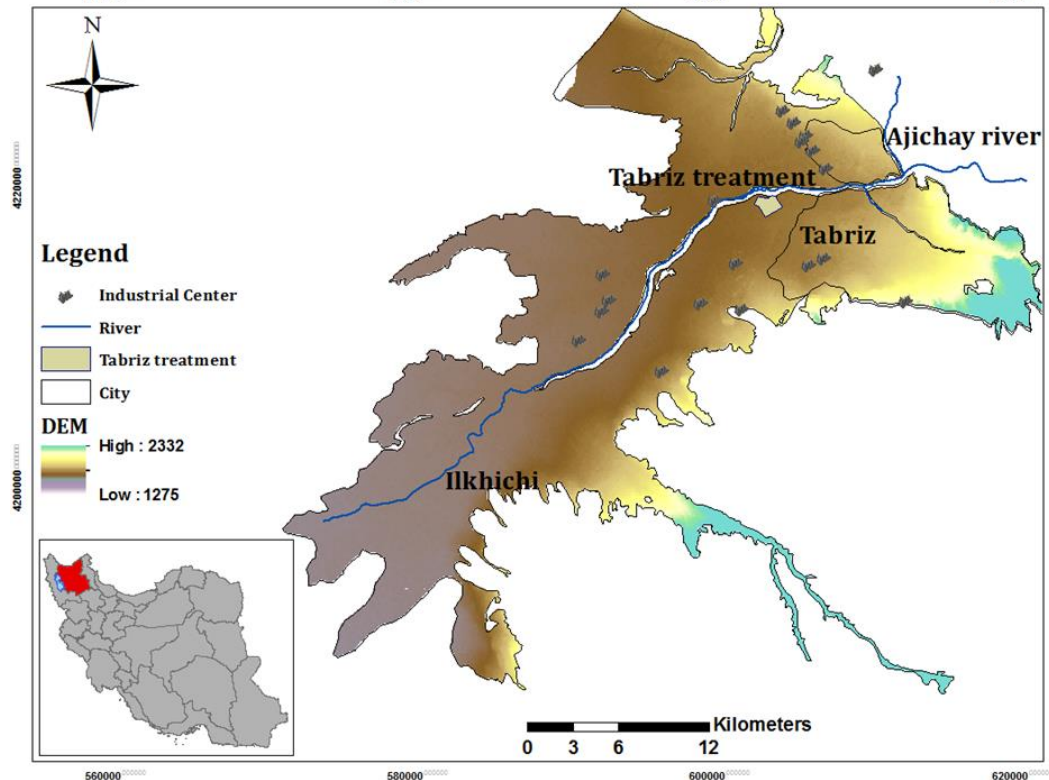 N
Ajichay river
Tabriz treatment
Tabriz
Ilkhichi
Legend
Industrial Center
River
Tabriz treatment
City
DEM
High : 2332
Low : 1275
Kilometers
0 3 6 12
4220000
4200000
560000 580000 600000 620000